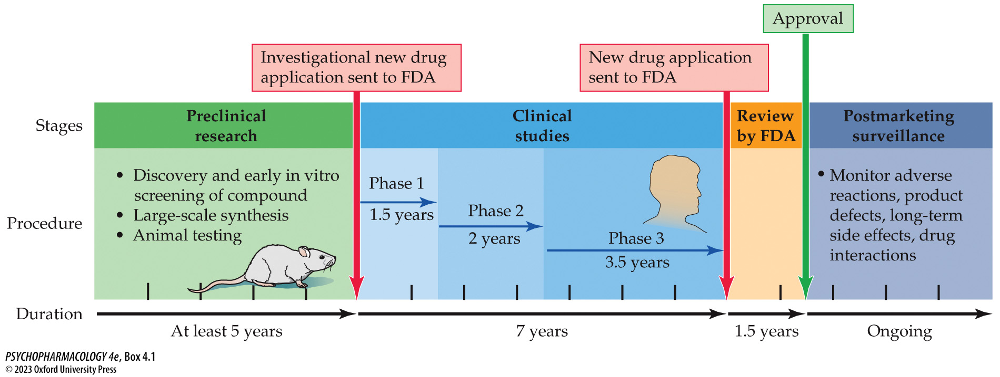 Approval
Investigational new drug
application sent to FDA
New drug application
sent to FDA
Stages
Preclinical
research
Clinical
studies
Review
by FDA
Postmarketing
surveillance
Procedure
• Discovery and early in vitro
screening of compound
• Large-scale synthesis
• Animal testing
Phase 1
1.5 years
Phase 2
2 years
Phase 3
3.5 years
• Monitor adverse
reactions, product
defects, long-term
side effects, drug
interactions
Duration
At least 5 years
7 years
1.5 years
Ongoing
PSYCHOPHARMACOLOGY 4e, Box 4.1
© 2023 Oxford University Press